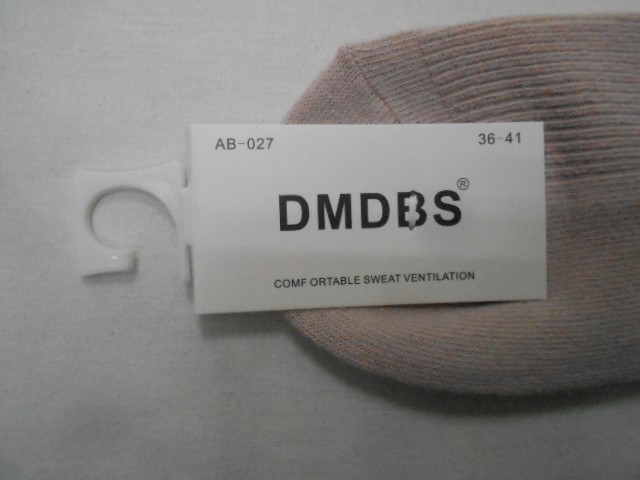 AB-027
36-41
DMDBS®
COMF ORTABLE SWEAT VENTILATION